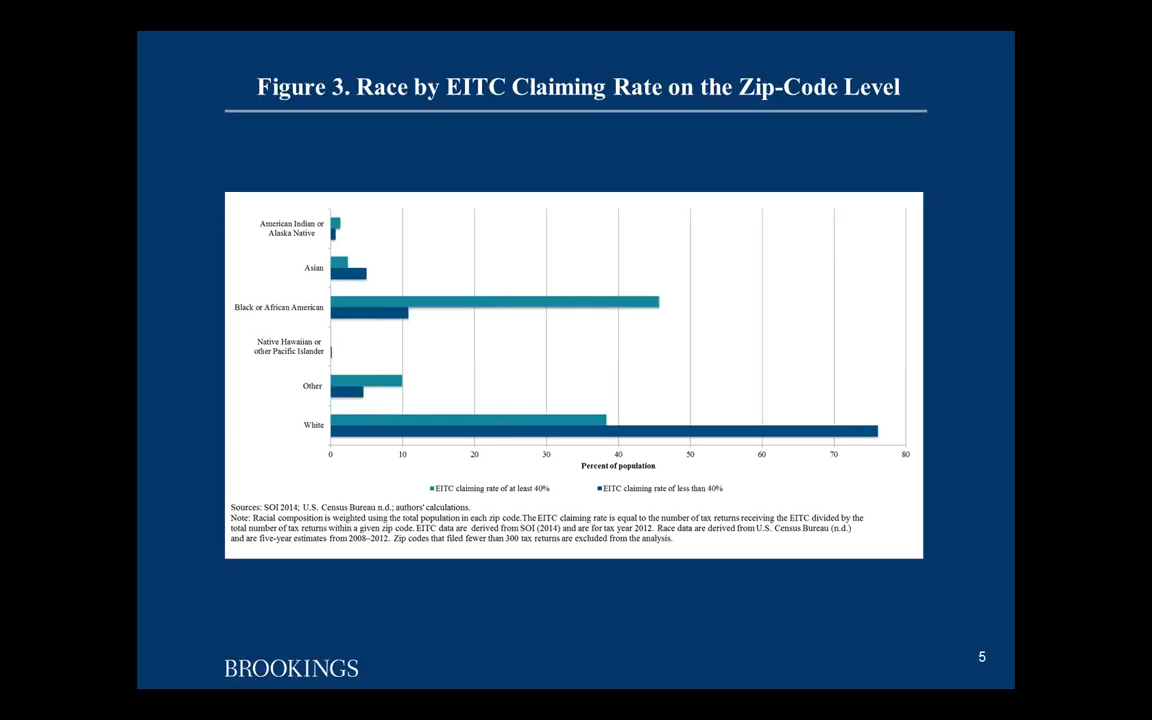 Figure 3. Race by EITC Claiming Rate on the Zip-Code Level
American Indian or
Alaska Native
Asian
Black or African American
Native Hawaiian or
other Pacific Islander
Other
White
0 10 20 30 40 50 60 70 80
Percent of population
EITC claiming rate of at least 40% EITC claiming rate of less than 40%
Sources: SOI 2014; U.S. Census Bureau n.d.; authors' calculations.
Note: Racial composition is weighted using the total population in each zip code.The EITC claiming rate is equal to the number of tax returns receiving the EITC divided by the
total number of tax returns within a given zip code. EITC data are derived from SOI (2014) and are for tax year 2012. Race data are derived from U.S. Census Bureau (n.d.)
and are five-year estimates from 2008–2012. Zip codes that filed fewer than 300 tax returns are excluded from the analysis.
BROOKINGS
5